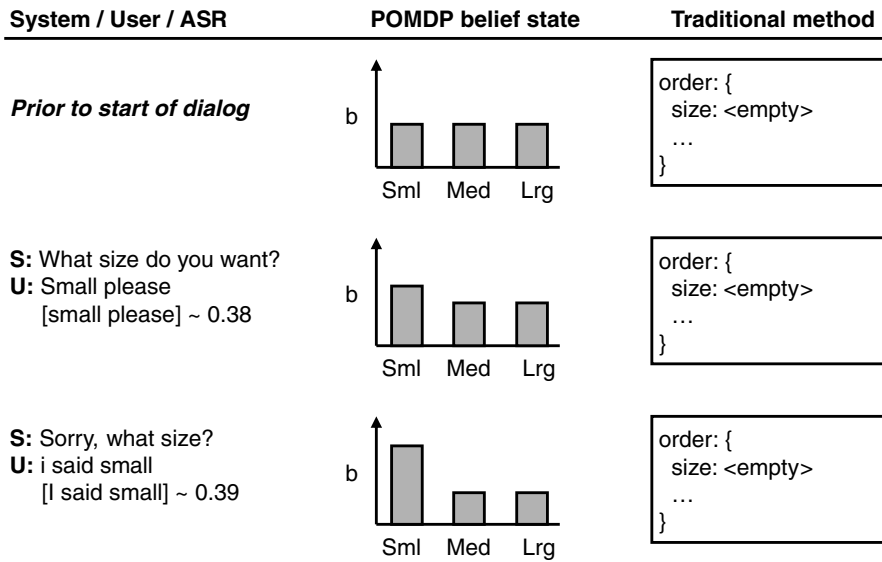 System / User / ASR POMDP belief state Traditional method
Prior to start of dialog
b
Sml Med Lrg
order: {
size: <empty>
…
}
S: What size do you want?
U: Small please
[small please] ~ 0.38
b
Sml Med Lrg
order: {
size: <empty>
…
}
S: Sorry, what size?
U: i said small
[I said small] ~ 0.39
b
Sml Med Lrg
order: {
size: <empty>
…
}